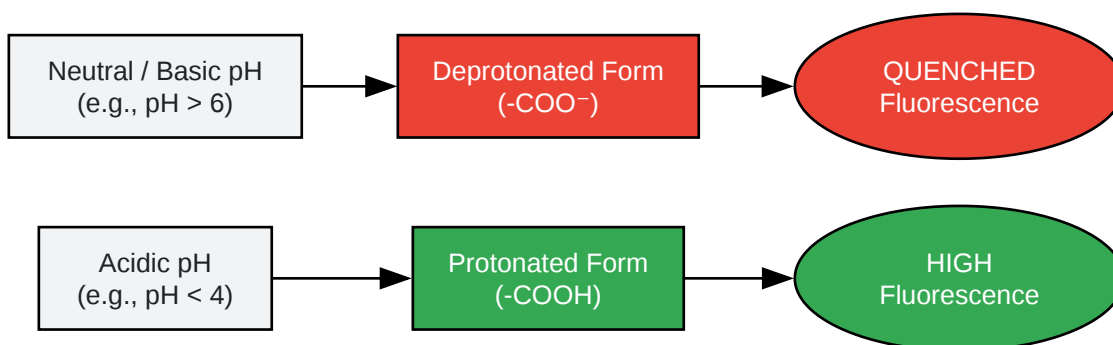 Neutral / Basic pH
(e.g., pH > 6)
Deprotonated Form
(-COO⁻)
QUENCHED
Fluorescence
Acidic pH
(e.g., pH < 4)
Protonated Form
(-COOH)
HIGH
Fluorescence